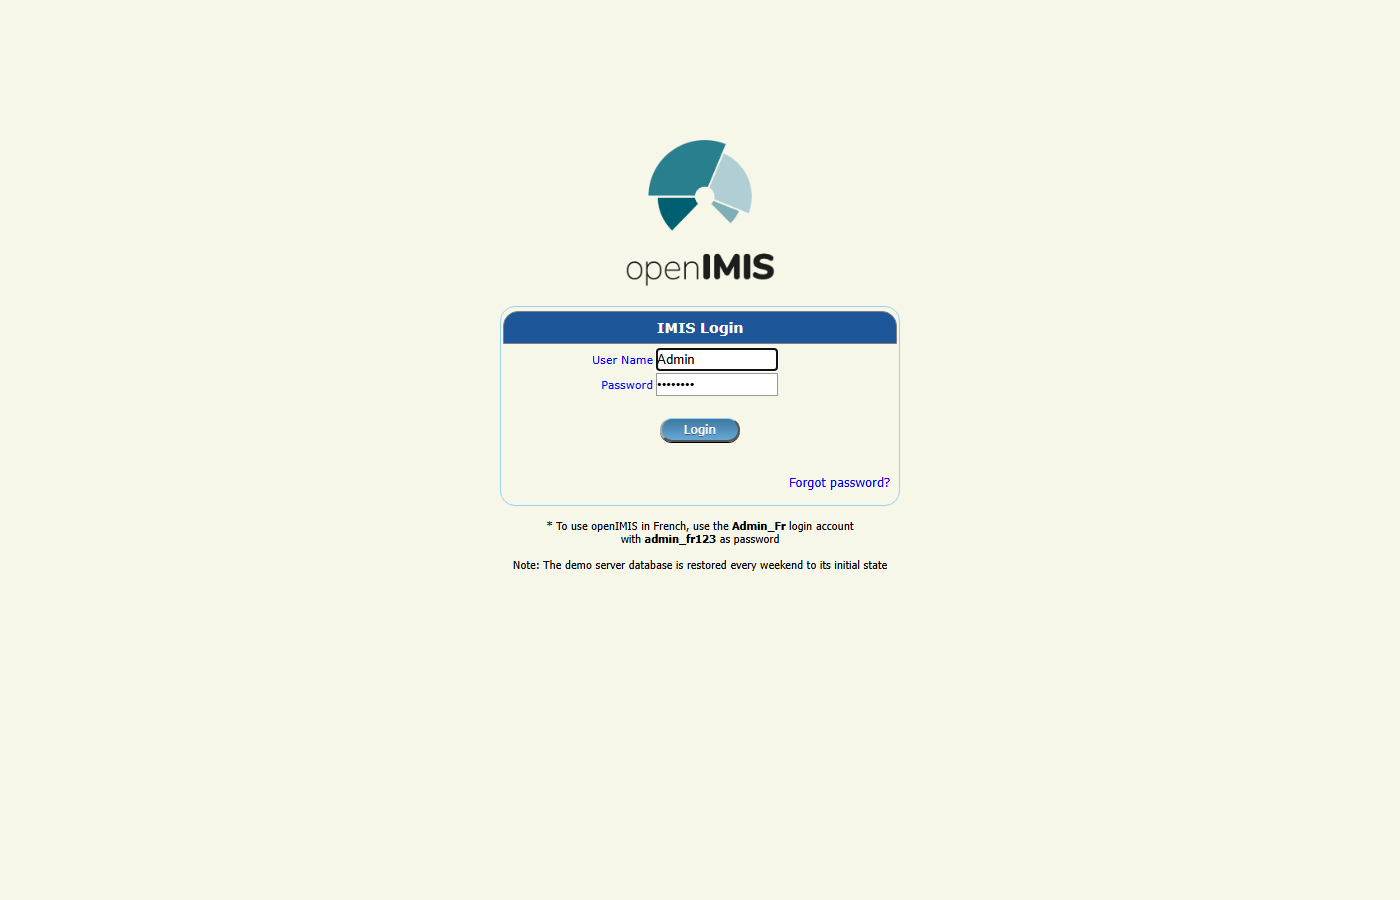 openIMIS
IMIS Login
User Name Admin
Password ••••••••
Login
Forgot password?
* To use openIMIS in French, use the Admin_Fr login account
with admin_fr123 as password
Note: The demo server database is restored every weekend to its initial state